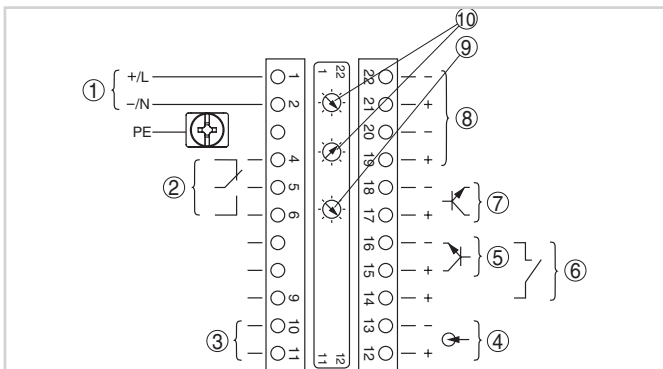 ⑩
⑨
① +/L 1 1 22 22 −
−/N 2 21 + ⑧
PE 20 −
② 4 19 +
5 18 − ⑦
6 17 +
16 − ⑤ ⑥
15 +
9 14 +
③ 10 13 − ④
11 11 12 12 +